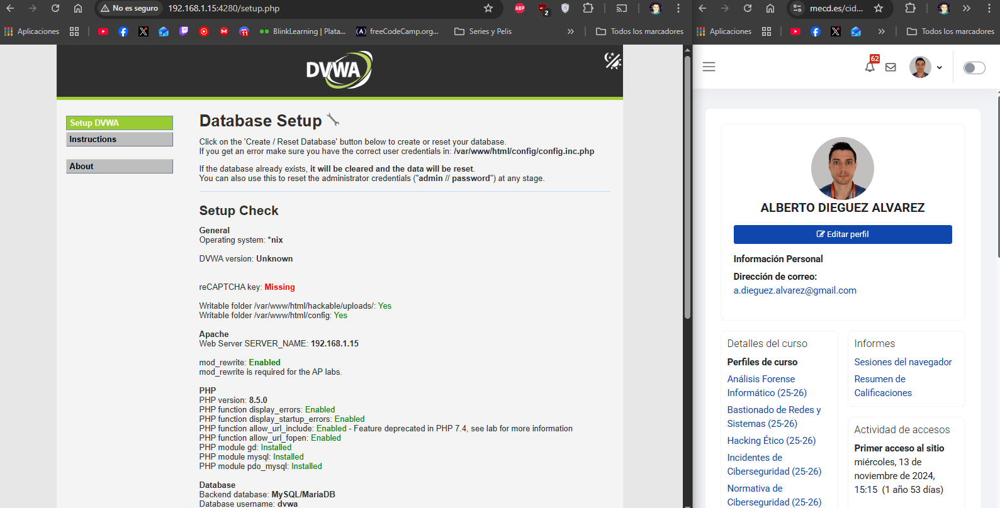 No es seguro
192.168.1.15:4280/setup.php
ABP
2
Aplicaciones
11
BlinkLearning | Plata...
(A)
freeCodeCamp.org...
Series y Pelis
»
Todos los marcadores
DVWA
Setup DVWA
Instructions
About
Database Setup
Click on the 'Create / Reset Database' button below to create or reset your database.
If you get an error make sure you have the correct user credentials in: /var/www/html/config/config.inc.php
If the database already exists, it will be cleared and the data will be reset.
You can also use this to reset the administrator credentials ("admin // password") at any stage.
Setup Check
General
Operating system: *nix
DVWA version: Unknown
reCAPTCHA key: Missing
Writable folder /var/www/html/hackable/uploads/: Yes
Writable folder /var/www/html/config: Yes
Apache
Web Server SERVER_NAME: 192.168.1.15
mod_rewrite: Enabled
mod_rewrite is required for the AP labs.
PHP
PHP version: 8.5.0
PHP function display_errors: Enabled
PHP function display_startup_errors: Enabled
PHP function allow_url_include: Enabled - Feature deprecated in PHP 7.4, see lab for more information
PHP function allow_url_fopen: Enabled
PHP module gd: Installed
PHP module mysql: Installed
PHP module pdo_mysql: Installed
Database
Backend database: MySQL/MariaDB
Database username: dvwa
mecd.es/cid...
»
Aplicaciones
»
Todos los marcadores
62
ALBERTO DIEGUEZ ALVAREZ
Editar perfil
Información Personal
Dirección de correo:
a.dieguez.alvarez@gmail.com
Detalles del curso
Perfiles de curso
Análisis Forense
Informático (25-26)
Bastionado de Redes y
Sistemas (25-26)
Hacking Ético (25-26)
Incidentes de
Ciberseguridad (25-26)
Normativa de
Ciberseguridad (25-26)
Informes
Sesiones del navegador
Resumen de
Calificaciones
Actividad de accesos
Primer acceso al sitio
miércoles, 13 de
noviembre de 2024,
15:15 (1 año 53 días)